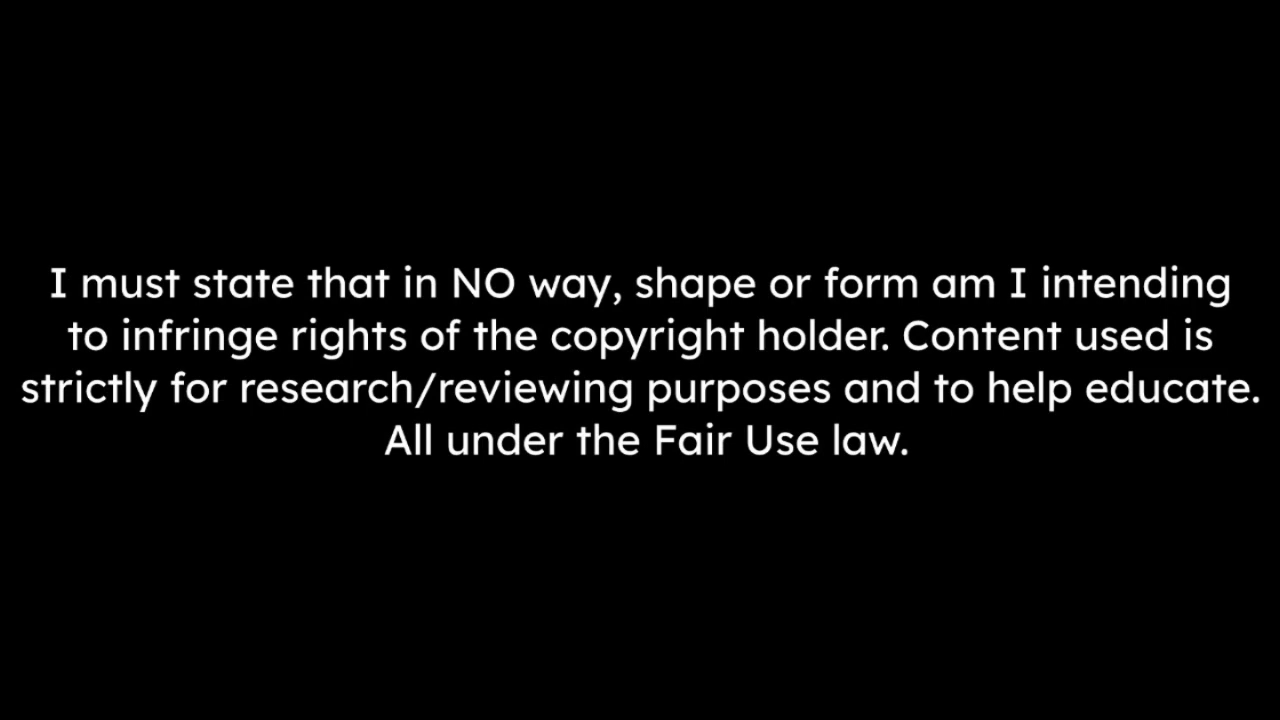 I must state that in NO way, shape or form am I intending
to infringe rights of the copyright holder. Content used is
strictly for research/reviewing purposes and to help educate.
All under the Fair Use law.